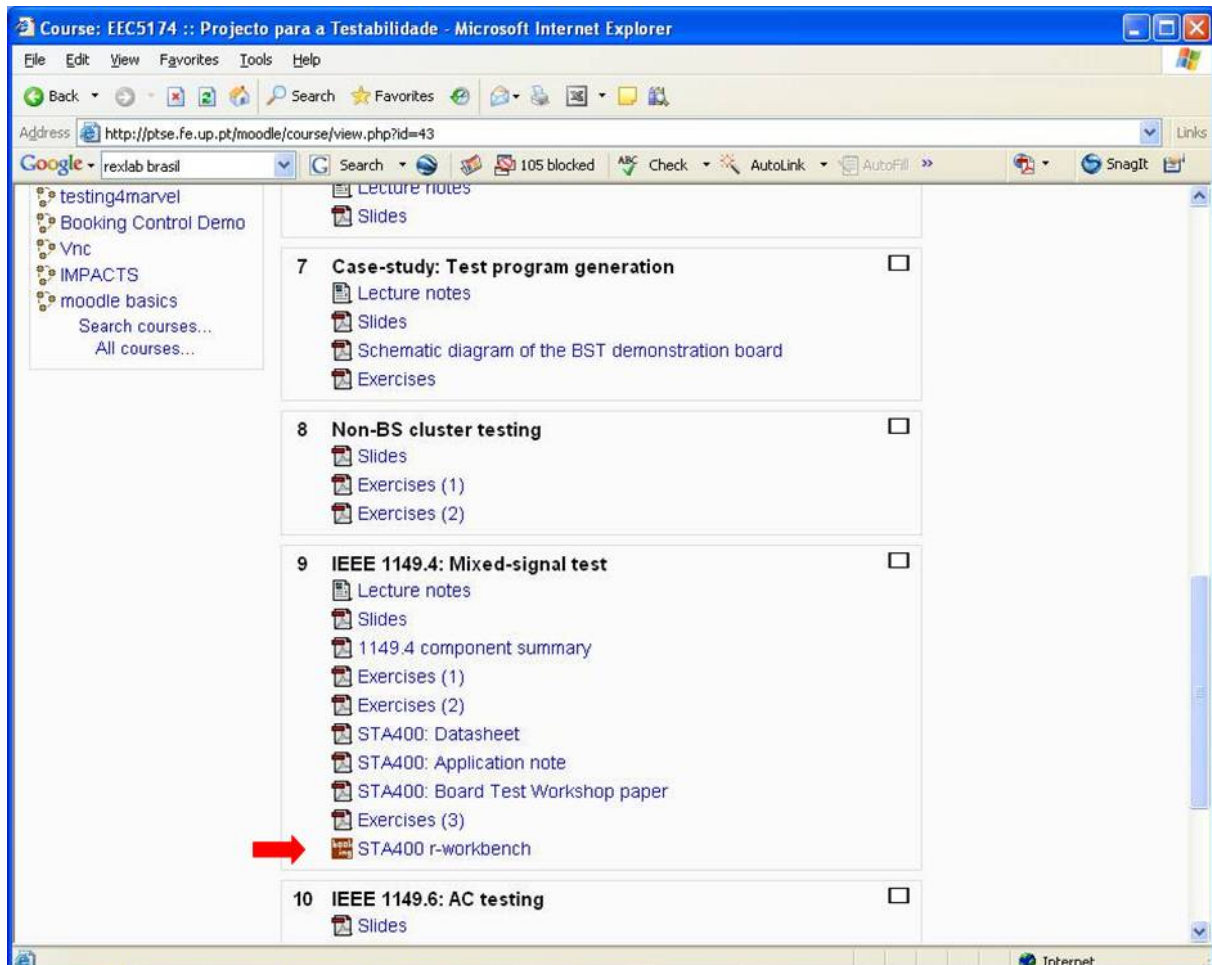 Course: EEC5174 :: Projecto para a Testabilidade - Microsoft Internet Explorer
File Edit View Favorites Tools Help
Back Search Favorites
Address http://ptse.fe.up.pt/moodle/course/view.php?id=43 Links
Google rexlab brasil Search 105 blocked ABC Check AutoLink AutoFill » SnagIt
testing4marvel
Booking Control Demo
Vnc
IMPACTS
moodle basics
Search courses...
All courses...
Lecture notes
Slides
7 Case-study: Test program generation
Lecture notes
Slides
Schematic diagram of the BST demonstration board
Exercises
8 Non-BS cluster testing
Slides
Exercises (1)
Exercises (2)
9 IEEE 1149.4: Mixed-signal test
Lecture notes
Slides
1149.4 component summary
Exercises (1)
Exercises (2)
STA400: Datasheet
STA400: Application note
STA400: Board Test Workshop paper
Exercises (3)
STA400 r-workbench
10 IEEE 1149.6: AC testing
Slides
Internet